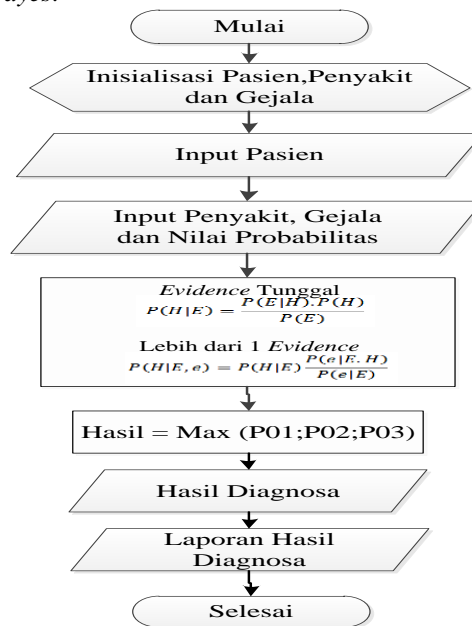 ayes.
Mulai
Inisialisasi Pasien,Penyakit
dan Gejala
Input Pasien
Input Penyakit, Gejala
dan Nilai Probabilitas
Evidence Tunggal
P(H|E) = P(E|H).P(H) / P(E)
Lebih dari 1 Evidence
P(H|E, e) = P(H|E) P(e|E. H) / P(e|E)
Hasil = Max (P01;P02;P03)
Hasil Diagnosa
Laporan Hasil
Diagnosa
Selesai